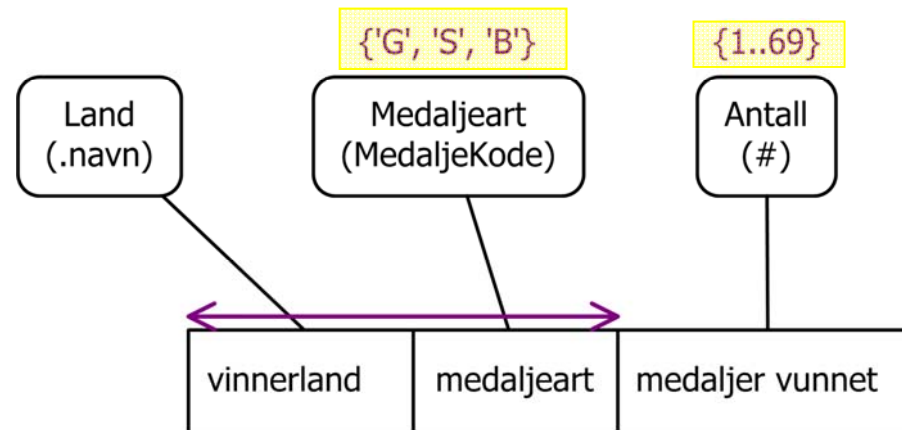 {'G', 'S', 'B'}
{1..69}
Land
(.navn)
Medaljeart
(MedaljeKode)
Antall
(#)
vinnerland
medaljeart
medaljer vunnet